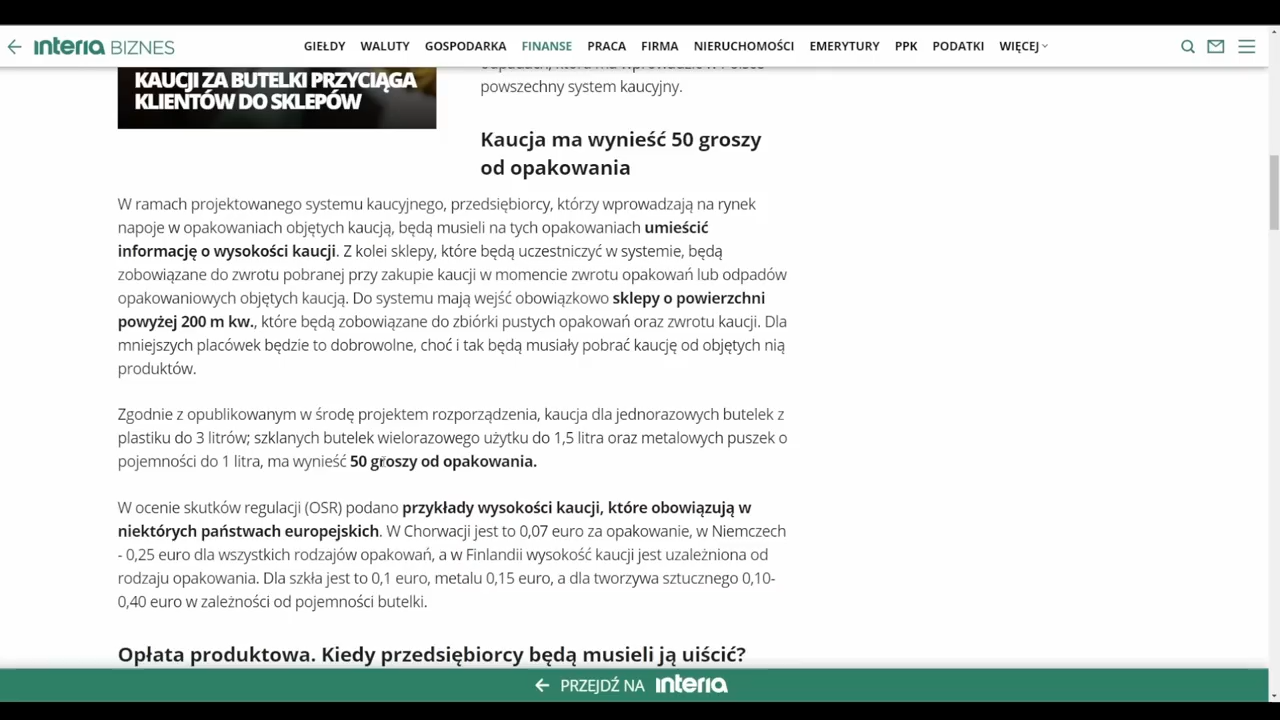 interia BIZNES GIEŁDY WALUTY GOSPODARKA FINANSE PRACA FIRMA NIERUCHOMOŚCI EMERYTURY PPK PODATKI WIĘCEJ
KAUCJI ZA BUTELKI PRZYCIĄGA
KLIENTÓW DO SKLEPÓW
powszechny system kaucyjny.
Kaucja ma wynieść 50 groszy
od opakowania
W ramach projektowanego systemu kaucyjnego, przedsiębiorcy, którzy wprowadzają na rynek
napoje w opakowaniach objętych kaucją, będą musieli na tych opakowaniach umieścić
informację o wysokości kaucji. Z kolei sklepy, które będą uczestniczyć w systemie, będą
zobowiązane do zwrotu pobranej przy zakupie kaucji w momencie zwrotu opakowań lub odpadów
opakowaniowych objętych kaucją. Do systemu mają wejść obowiązkowo sklepy o powierzchni
powyżej 200 m kw., które będą zobowiązane do zbiórki pustych opakowań oraz zwrotu kaucji. Dla
mniejszych placówek będzie to dobrowolne, choć i tak będą musiały pobrać kaucję od objętych nią
produktów.
Zgodnie z opublikowanym w środę projektem rozporządzenia, kaucja dla jednorazowych butelek z
plastiku do 3 litrów; szklanych butelek wielorazowego użytku do 1,5 litra oraz metalowych puszek o
pojemności do 1 litra, ma wynieść 50 groszy od opakowania.
W ocenie skutków regulacji (OSR) podano przykłady wysokości kaucji, które obowiązują w
niektórych państwach europejskich. W Chorwacji jest to 0,07 euro za opakowanie, w Niemczech
- 0,25 euro dla wszystkich rodzajów opakowań, a w Finlandii wysokość kaucji jest uzależniona od
rodzaju opakowania. Dla szkła jest to 0,1 euro, metalu 0,15 euro, a dla tworzywa sztucznego 0,10-
0,40 euro w zależności od pojemności butelki.
Opłata produktowa. Kiedy przedsiębiorcy będą musieli ją uiścić?
PRZEJDŹ NA interia